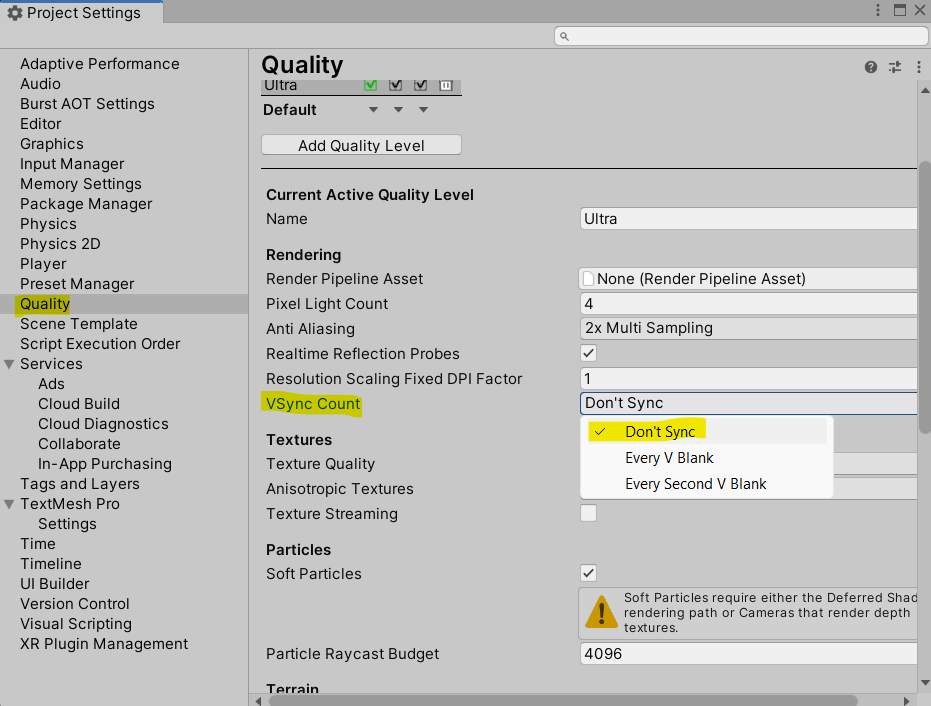 Project Settings
Adaptive Performance
Audio
Burst AOT Settings
Editor
Graphics
Input Manager
Memory Settings
Package Manager
Physics
Physics 2D
Player
Preset Manager
Quality
Scene Template
Script Execution Order
Services
Ads
Cloud Build
Cloud Diagnostics
Collaborate
In-App Purchasing
Tags and Layers
TextMesh Pro
Settings
Time
Timeline
UI Builder
Version Control
Visual Scripting
XR Plugin Management
Quality
Ultra
Default
Add Quality Level
Current Active Quality Level
Name Ultra
Rendering
Render Pipeline Asset None (Render Pipeline Asset)
Pixel Light Count 4
Anti Aliasing 2x Multi Sampling
Realtime Reflection Probes
Resolution Scaling Fixed DPI Factor 1
VSync Count Don't Sync
Don't Sync
Every V Blank
Every Second V Blank
Textures
Texture Quality
Anisotropic Textures
Texture Streaming
Particles
Soft Particles
Soft Particles require either the Deferred Shad
rendering path or Cameras that render depth
textures.
Particle Raycast Budget 4096
Terrain